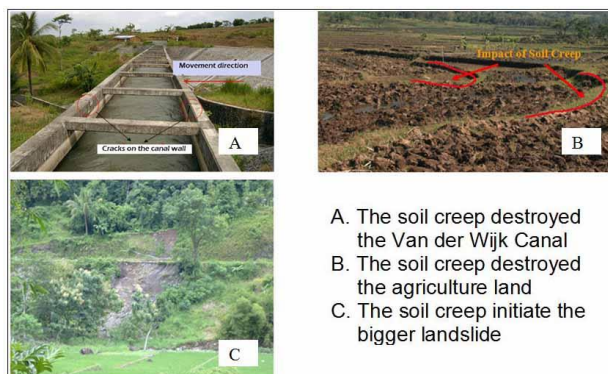 Movement direction
Cracks on the canal wall
A
Impact of Soil Creep
B
C
A. The soil creep destroyed
the Van der Wijk Canal
B. The soil creep destroyed
the agriculture land
C. The soil creep initiate the
bigger landslide